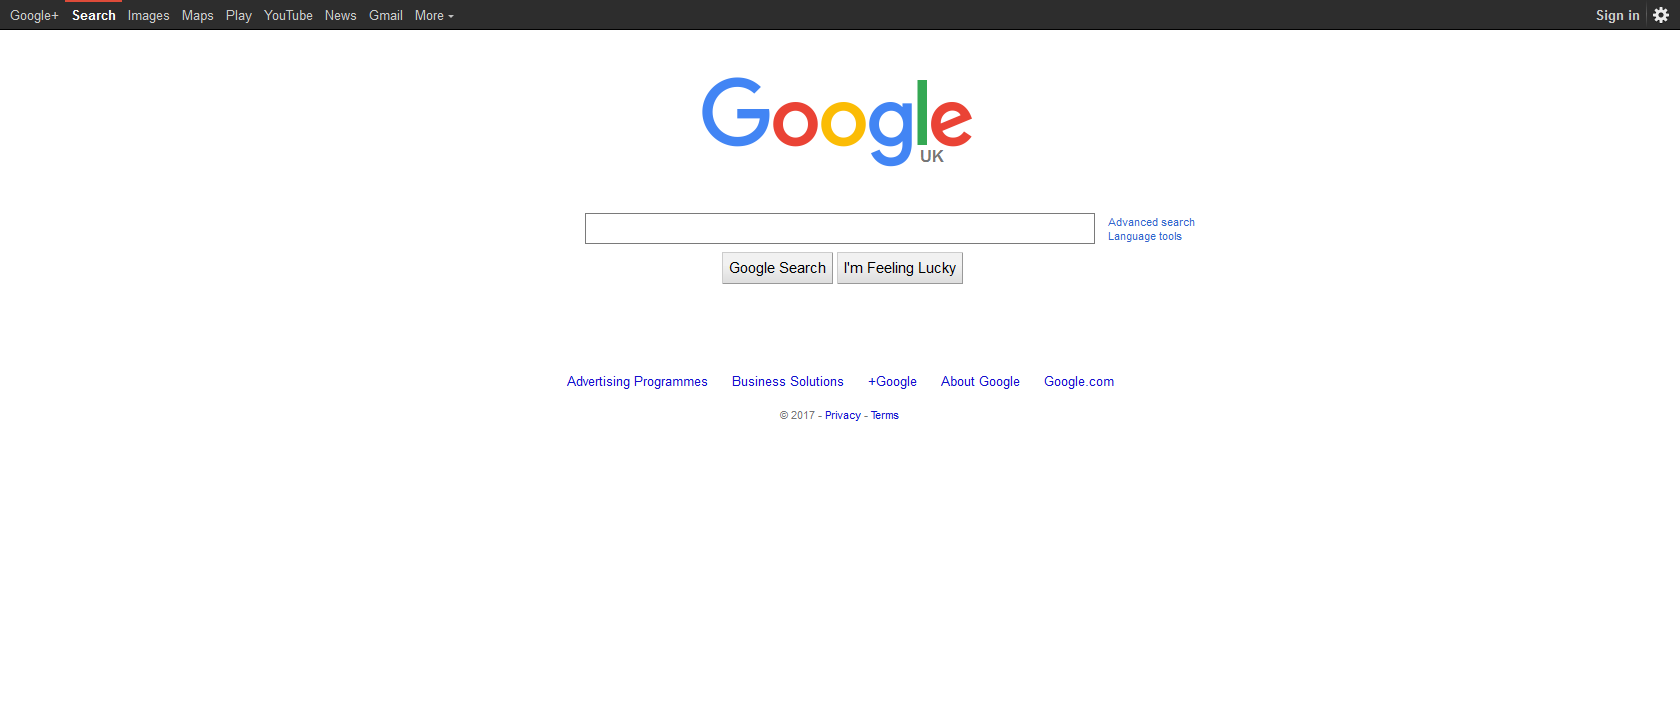 Google+ Search Images Maps Play YouTube News Gmail More Sign in
Google
UK
Advanced search
Language tools
Google Search I'm Feeling Lucky
Advertising Programmes Business Solutions +Google About Google Google.com
© 2017 - Privacy - Terms